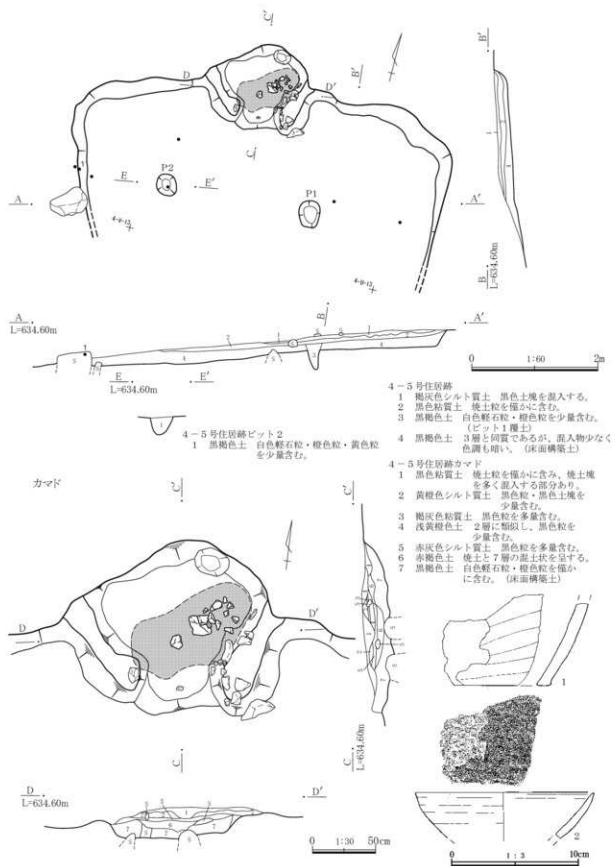 C′
D
D′
B′
B′
C
E
P2
E′
P1
A
A′
4-H-13
4-H-13
B
L=634.60m
A
L=634.60m
B
A′
E
L=634.60m
E′
0 1:60 2m
4－5号住居跡ピット2
1 黒褐色土 白色軽石粒・橙色粒・黄色粒
を少量含む。
4－5号住居跡
1 褐灰色シルト質土 黒色土塊を混入する。
2 黒色粘質土 焼土粒を僅かに含む。
3 黒褐色土 白色軽石粒・橙色粒を少量含む。
(ピット1覆土)
4 黒褐色土 3層と同質であるが、混入物少なく
色調も暗い。(床面構築土)
4－5号住居跡カマド
1 黒色粘質土 焼土粒を僅かに含み、焼土塊
を多く混入する部分あり。
2 黄橙色シルト質土 黒色粒・黒色土塊を
少量含む。
3 褐灰色粘質土 黒色粒を多量含む。
4 浅黄橙色土 2層に類似し、黒色粒を
少量含む。
5 赤灰色シルト質土 黒色粒を多量含む。
6 赤褐色土 焼土と7層の混土状を呈する。
7 黒褐色土 白色軽石粒・橙色粒を僅か
に含む。(床面構築土)
カマド
C′
C′
D
D′
C
C
L=634.60m
D
L=634.60m
D′
0 1:30 50cm
1
2
0 1:3 10cm